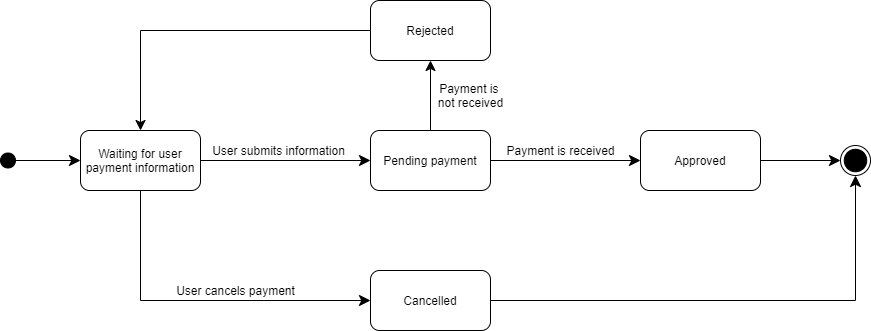 Rejected
Payment is
not received
Waiting for user
payment information
User submits information
Pending payment
Payment is received
Approved
User cancels payment
Cancelled